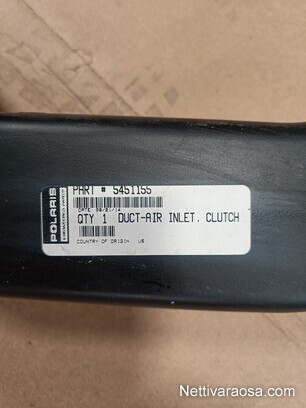 POLARIS
PART # 5451155
QTY 1 DUCT-AIR INLET. CLUTCH
COUNTRY OF ORIGIN US
Nettivaraosa.com